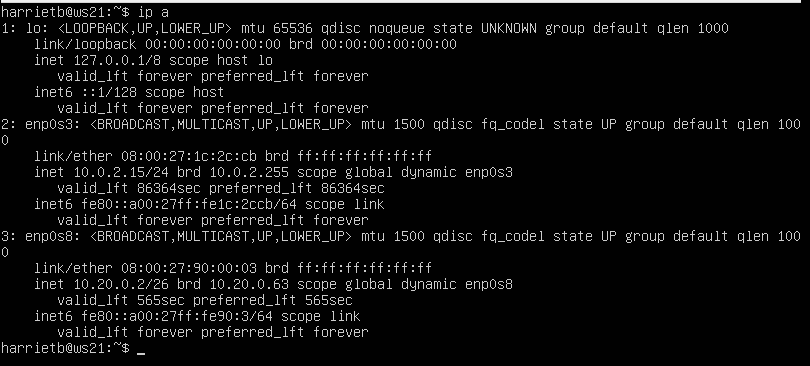 harrietb@ws21:~$ ip a
1: lo: <LOOPBACK,UP,LOWER_UP> mtu 65536 qdisc noqueue state UNKNOWN group default qlen 1000
    link/loopback 00:00:00:00:00:00 brd 00:00:00:00:00:00
    inet 127.0.0.1/8 scope host lo
       valid_lft forever preferred_lft forever
    inet6 ::1/128 scope host
       valid_lft forever preferred_lft forever
2: enp0s3: <BROADCAST,MULTICAST,UP,LOWER_UP> mtu 1500 qdisc fq_codel state UP group default qlen 100
0
    link/ether 08:00:27:1c:2c:cb brd ff:ff:ff:ff:ff:ff
    inet 10.0.2.15/24 brd 10.0.2.255 scope global dynamic enp0s3
       valid_lft 86364sec preferred_lft 86364sec
    inet6 fe80::a00:27ff:fe1c:2ccb/64 scope link
       valid_lft forever preferred_lft forever
3: enp0s8: <BROADCAST,MULTICAST,UP,LOWER_UP> mtu 1500 qdisc fq_codel state UP group default qlen 100
0
    link/ether 08:00:27:90:00:03 brd ff:ff:ff:ff:ff:ff
    inet 10.20.0.2/26 brd 10.20.0.63 scope global dynamic enp0s8
       valid_lft 565sec preferred_lft 565sec
    inet6 fe80::a00:27ff:fe90:3/64 scope link
       valid_lft forever preferred_lft forever
harrietb@ws21:~$ _